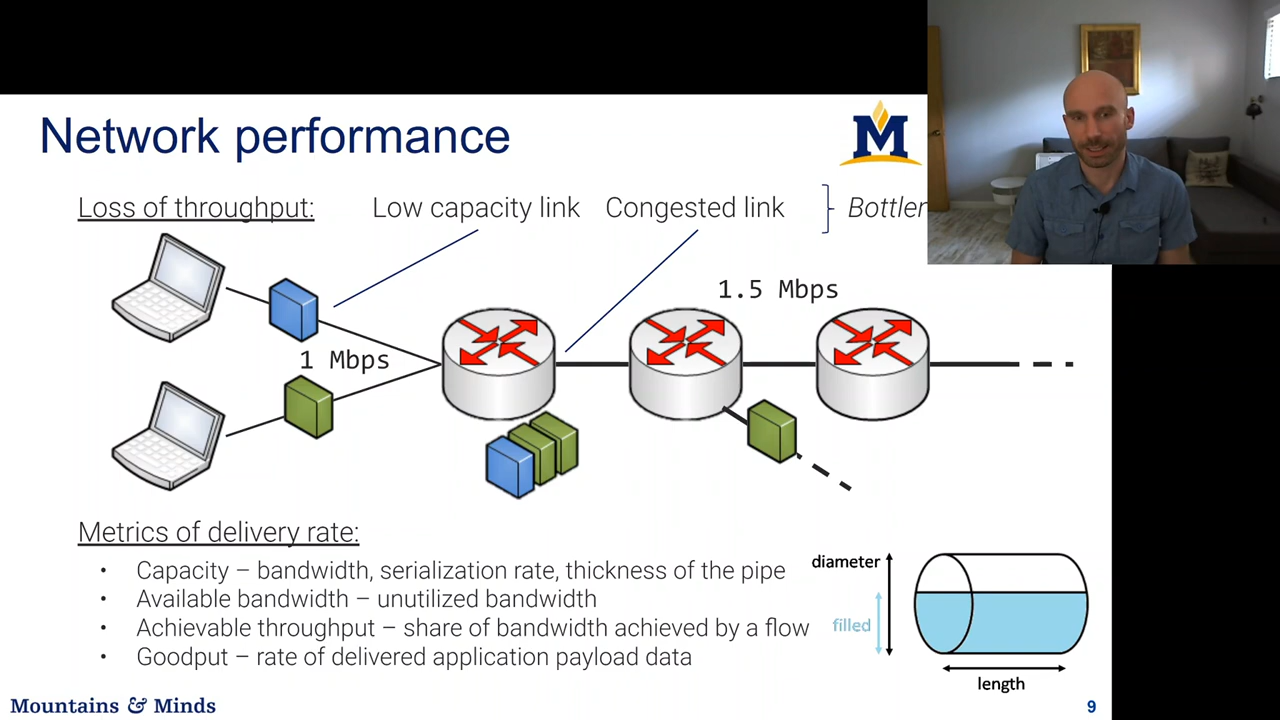 Network performance
M
Loss of throughput:
Low capacity link
Congested link
1.5 Mbps
1 Mbps
Metrics of delivery rate:
• Capacity – bandwidth, serialization rate, thickness of the pipe
• Available bandwidth – unutilized bandwidth
• Achievable throughput – share of bandwidth achieved by a flow
• Goodput – rate of delivered application payload data
diameter
filled
length
Mountains & Minds
9